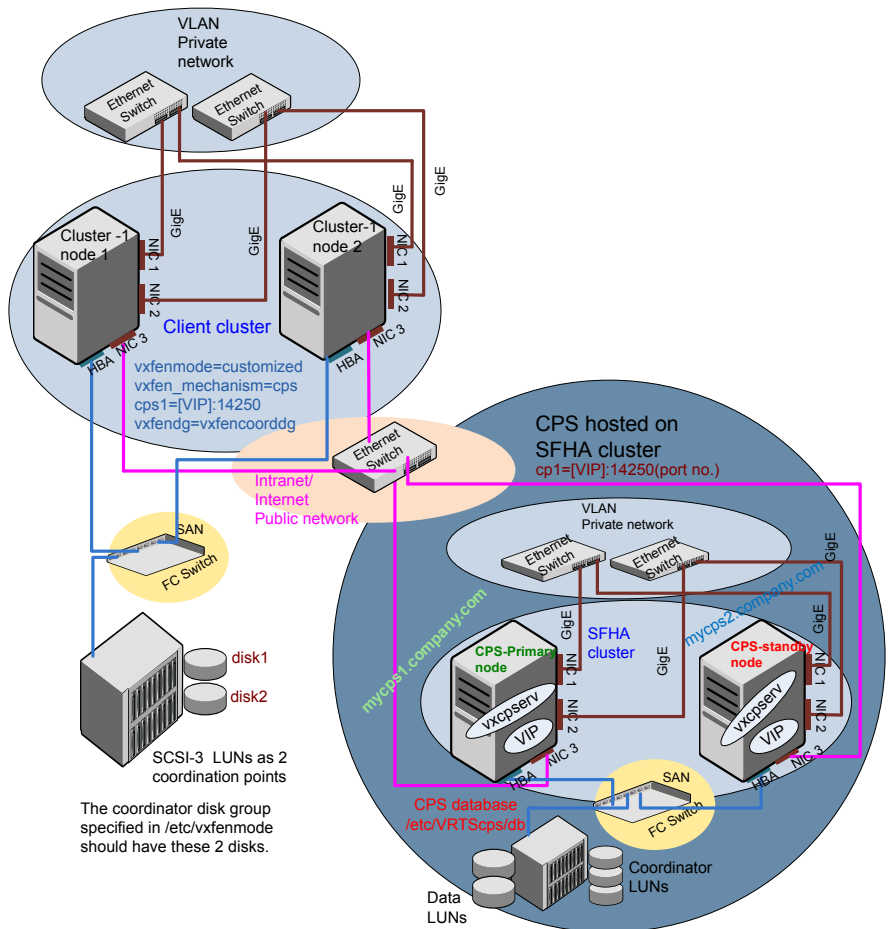 VLAN
Private
network
Ethernet
Switch
Ethernet
Switch
GigE
GigE
GigE
GigE
Cluster -1
node 1
NIC 1
NIC 2
HBA
NIC 3
Cluster-1
node 2
NIC 1
NIC 2
HBA
NIC 3
Client cluster
vxfenmode=customized
vxfen_mechanism=cps
cps1=[VIP]:14250
vxfendg=vxfencoorddg
Ethernet
Switch
Intranet/
Internet
Public network
CPS hosted on
SFHA cluster
cp1=[VIP]:14250(port no.)
VLAN
Private network
Ethernet
Switch
Ethernet
Switch
GigE
GigE
GigE
GigE
SAN
FC Switch
disk1
disk2
SCSI-3 LUNs as 2
coordination points
The coordinator disk group
specified in /etc/vxfenmode
should have these 2 disks.
mycps1.company.com
mycps2.company.com
SFHA
cluster
CPS-Primary
node
vxcpserv
VIP
NIC 1
NIC 2
HBA
NIC 3
CPS-standby
node
vxcpserv
VIP
NIC 1
NIC 2
HBA
NIC 3
SAN
FC Switch
CPS database
/etc/VRTScps/db
Data
LUNs
Coordinator
LUNs